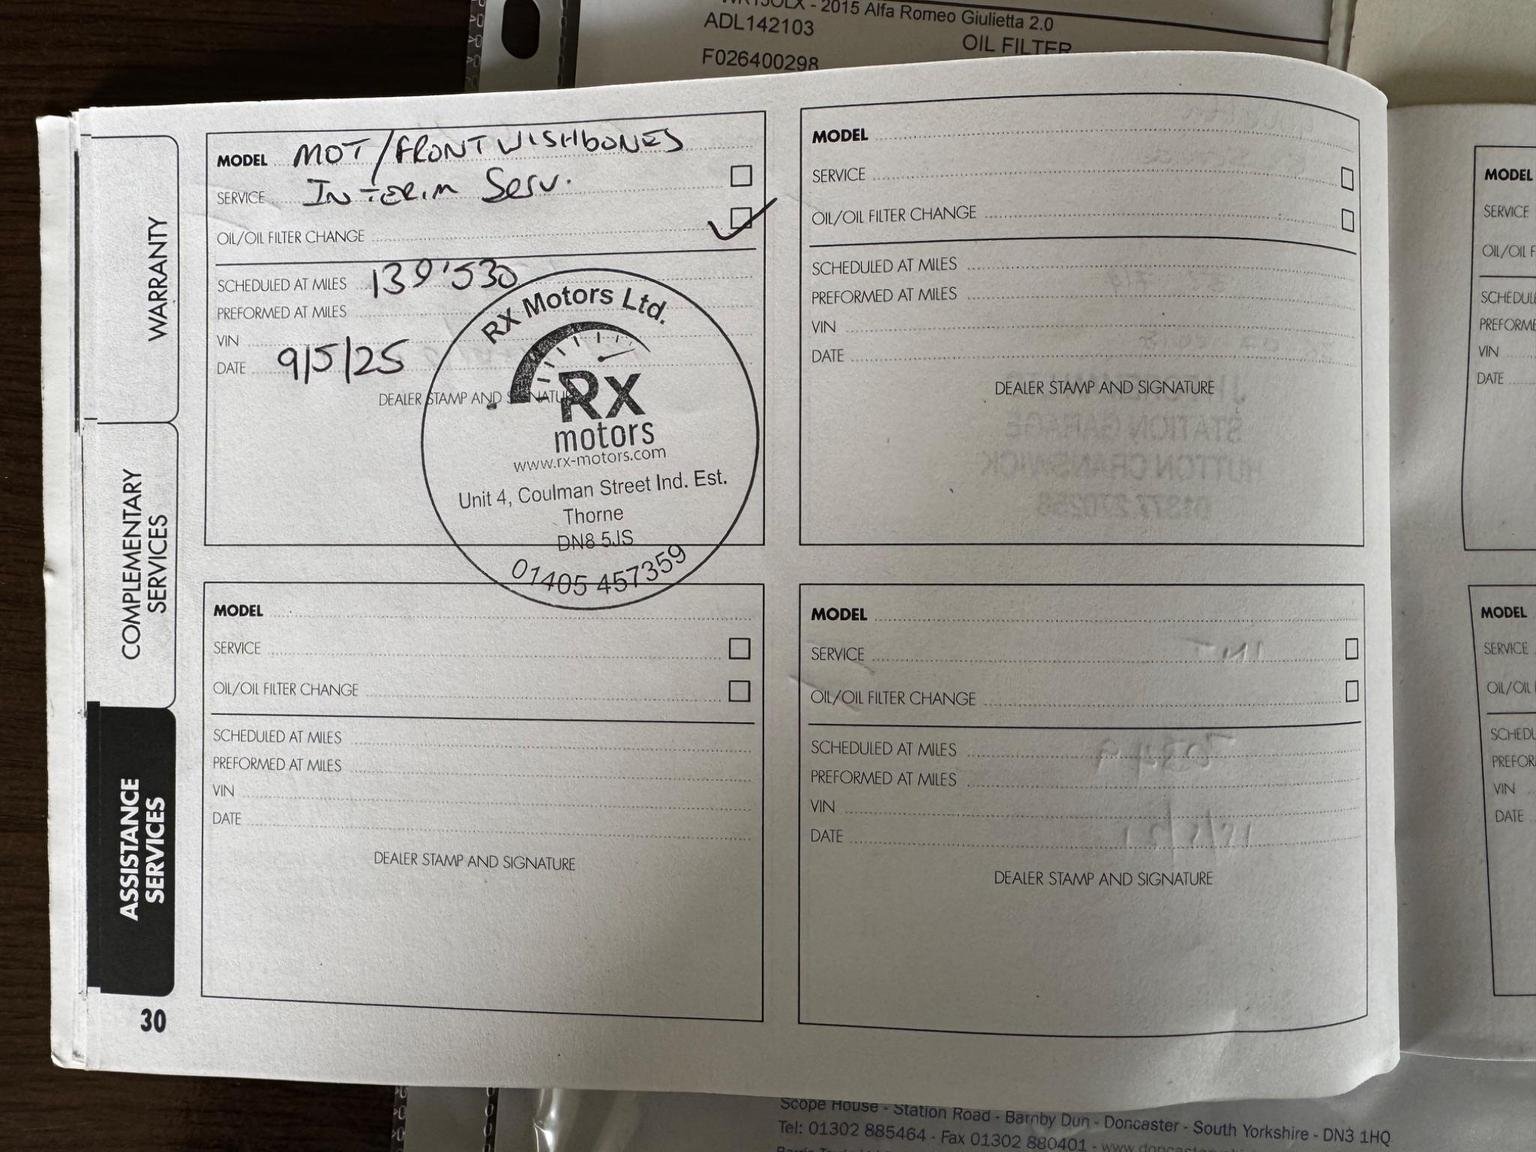 - 2015 Alfa Romeo Giulietta 2.0
ADL142103
OIL FILTER
F026400298
WARRANTY
COMPLEMENTARY
SERVICES
ASSISTANCE
SERVICES
30
MODEL MOT/FRONT WISHBONES
SERVICE INTERIM SERV.
OIL/OIL FILTER CHANGE
SCHEDULED AT MILES 139'530
PREFORMED AT MILES
VIN
DATE 9/5/25
DEALER STAMP AND SIGNATURE
RX Motors Ltd.
RX
motors
www.rx-motors.com
Unit 4, Coulman Street Ind. Est.
Thorne
DN8 5JS
01405 457359
MODEL
SERVICE
OIL/OIL FILTER CHANGE
SCHEDULED AT MILES
PREFORMED AT MILES
VIN
DATE
DEALER STAMP AND SIGNATURE
MODEL
SERVICE
OIL/OIL FILTER CHANGE
SCHEDULED AT MILES
PREFORMED AT MILES
VIN
DATE
DEALER STAMP AND SIGNATURE
MODEL
SERVICE
OIL/OIL FILTER CHANGE
SCHEDULED AT MILES
PREFORMED AT MILES
VIN
DATE
DEALER STAMP AND SIGNATURE
MODEL
SERVICE
OIL/OIL F
SCHEDUL
PREFORME
VIN
DATE
MODEL
SERVICE
OIL/OIL
SCHEDU
PREFOR
VIN
DATE
Scope House - Station Road - Barnby Dun - Doncaster - South Yorkshire - DN3 1HQ
Tel: 01302 885464 - Fax 01302 880401 -